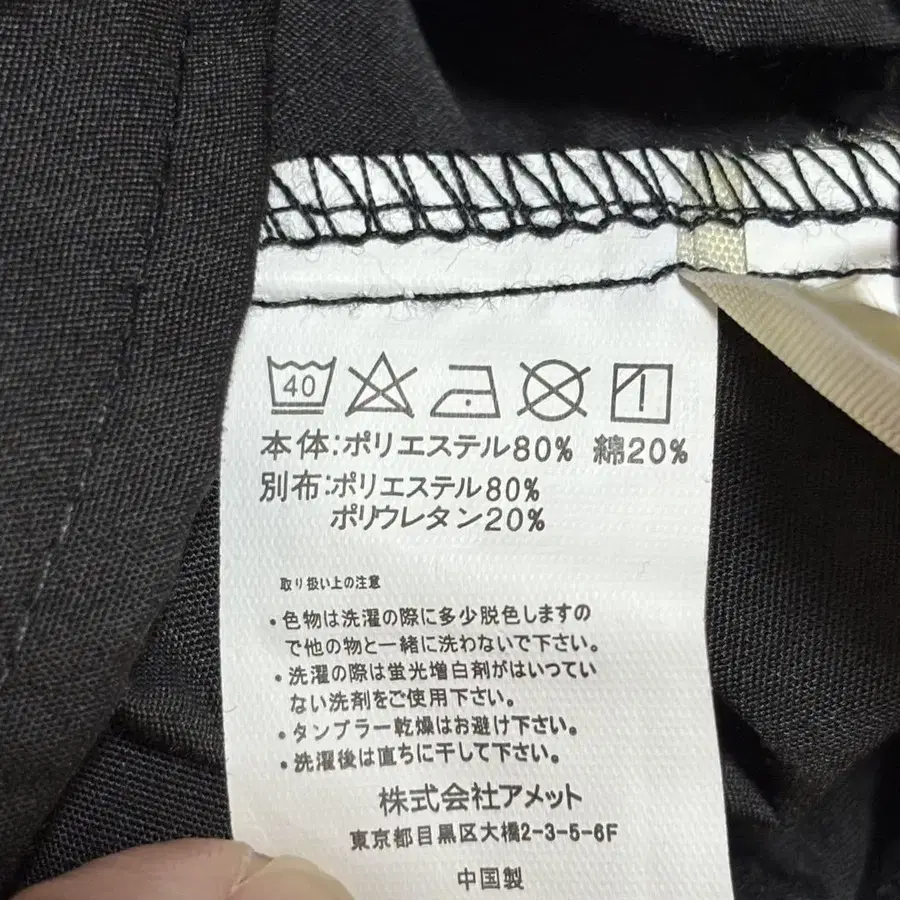 40
本体:ポリエステル80% 綿20%
別布:ポリエステル80%
ポリウレタン20%
取り扱い上の注意
・色物は洗濯の際に多少脱色しますの
で他の物と一緒に洗わないで下さい。
・洗濯の際は蛍光増白剤がはいってい
ない洗剤をご使用下さい。
・タンブラー乾燥はお避け下さい。
・洗濯後は直ちに干して下さい。
株式会社アメット
東京都目黒区大橋2-3-5-6F
中国製